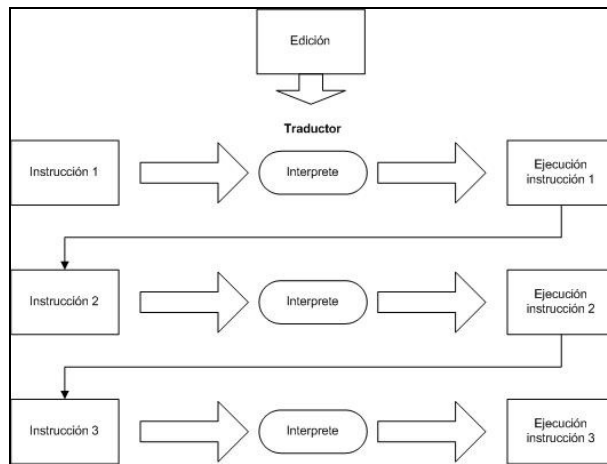 Edición
Traductor
Instrucción 1
Interprete
Ejecución
instrucción 1
Instrucción 2
Interprete
Ejecución
instrucción 2
Instrucción 3
Interprete
Ejecución
instrucción 3